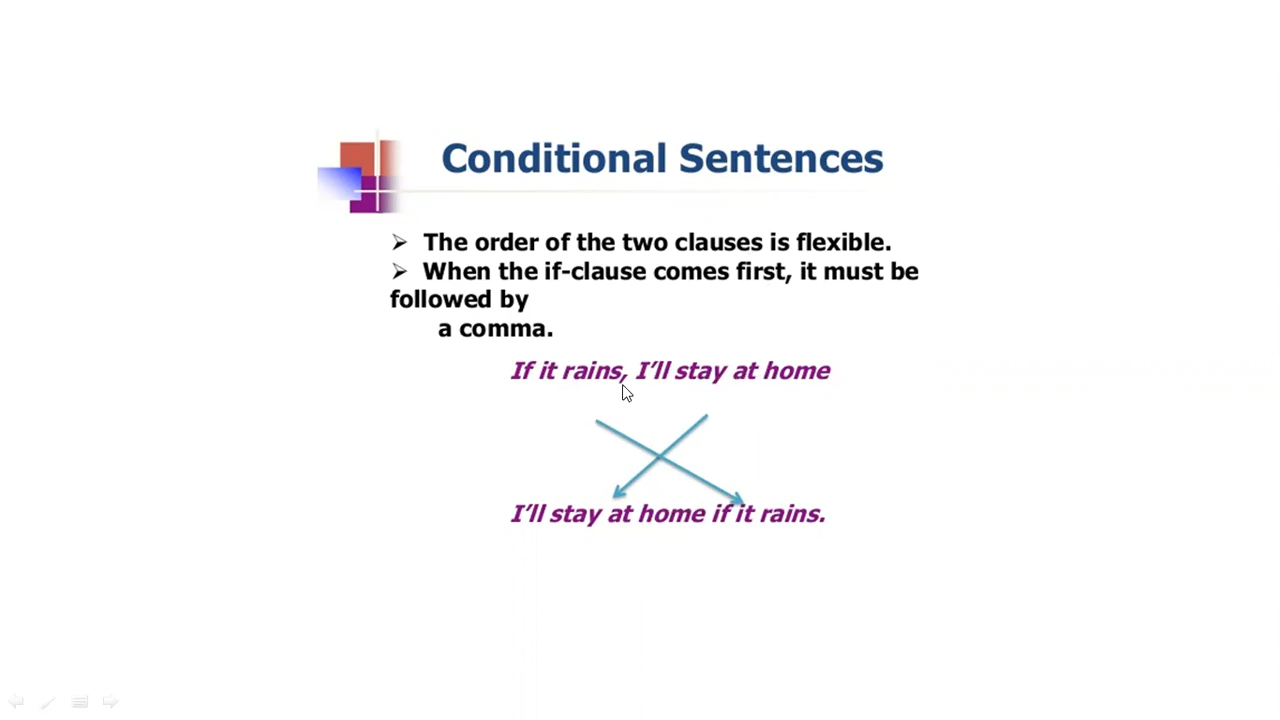 Conditional Sentences
➢ The order of the two clauses is flexible.
➢ When the if-clause comes first, it must be
followed by
a comma.
If it rains, I’ll stay at home
I’ll stay at home if it rains.